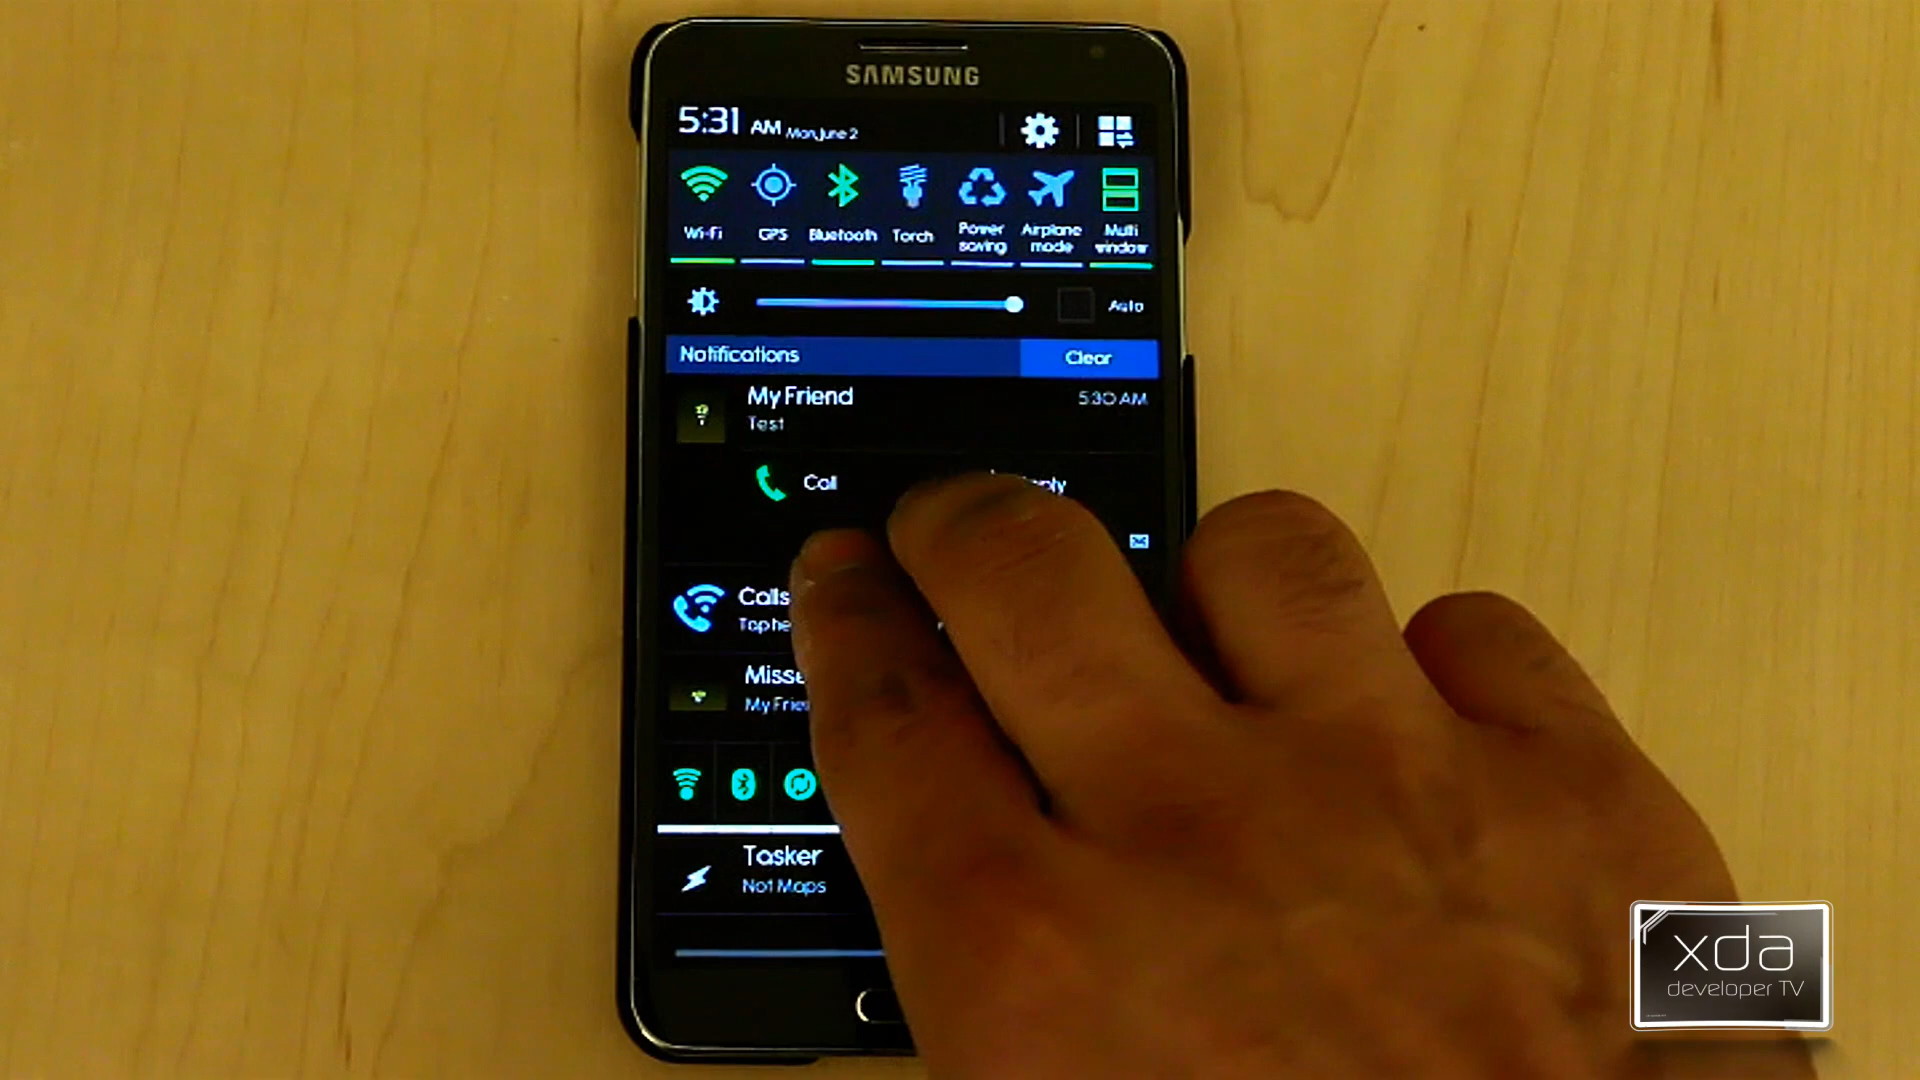 SAMSUNG
5:31 AM Mon, June 2
Wi-Fi
GPS
Bluetooth
Torch
Power saving
Airplane mode
Multi window
Auto
Notifications
Clear
My Friend
5:30 AM
Test
Call
Calls
Misse
Tasker
Not Maps
xda
developer TV